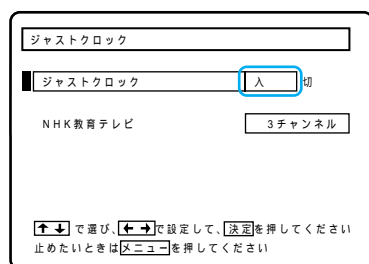 ジャストクロック
ジャストクロック 入 切
NHK教育テレビ 3チャンネル
↑↓で選び、←→で設定して、決定を押してください
止めたいときはメニューを押してください